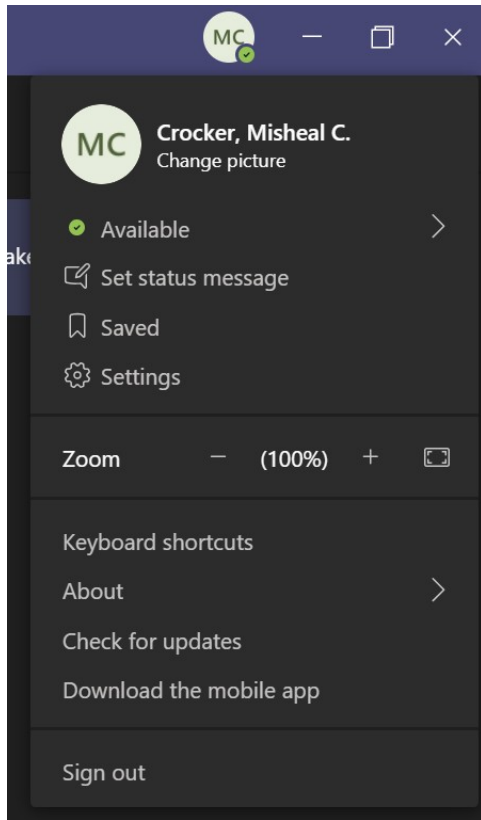 MC
MC
Crocker, Misheal C.
Change picture
Available
ake
Set status message
Saved
Settings
Zoom − (100%) +
Keyboard shortcuts
About
Check for updates
Download the mobile app
Sign out